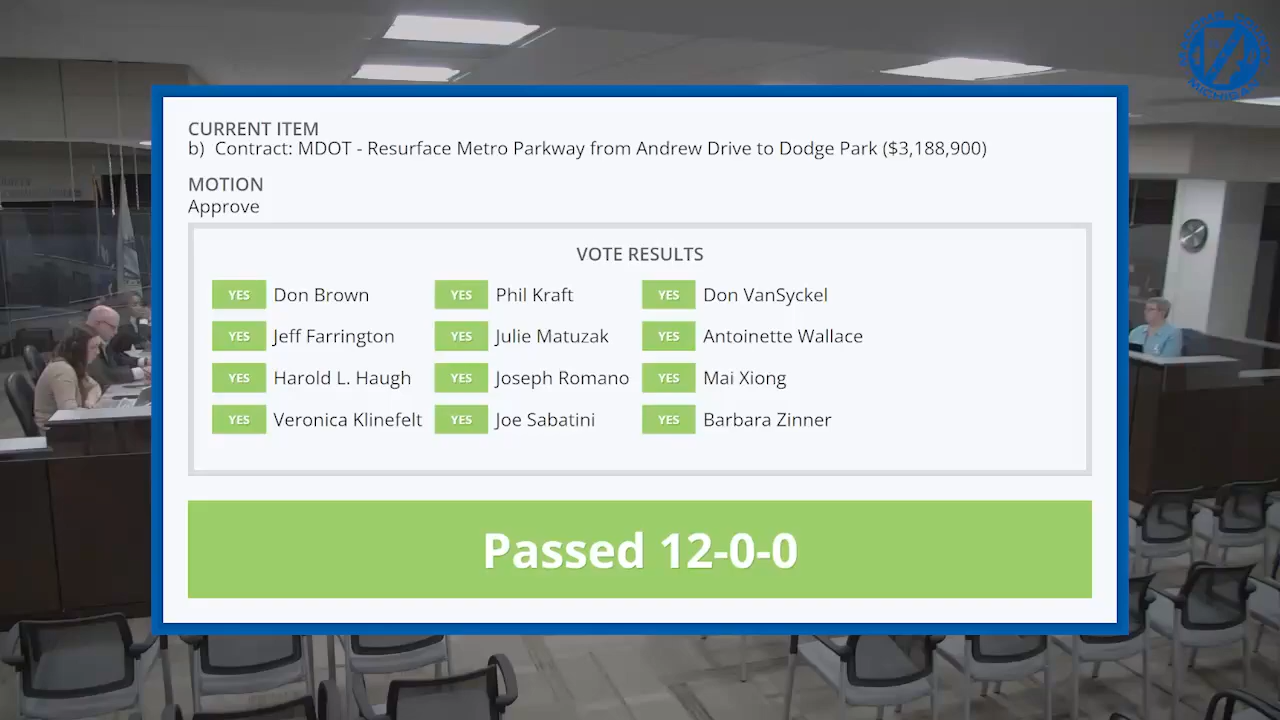 CURRENT ITEM
b) Contract: MDOT - Resurface Metro Parkway from Andrew Drive to Dodge Park ($3,188,900)
MOTION
Approve
VOTE RESULTS
YES Don Brown YES Phil Kraft YES Don VanSyckel
YES Jeff Farrington YES Julie Matuzak YES Antoinette Wallace
YES Harold L. Haugh YES Joseph Romano YES Mai Xiong
YES Veronica Klinefelt YES Joe Sabatini YES Barbara Zinner
Passed 12-0-0
MICHIGAN